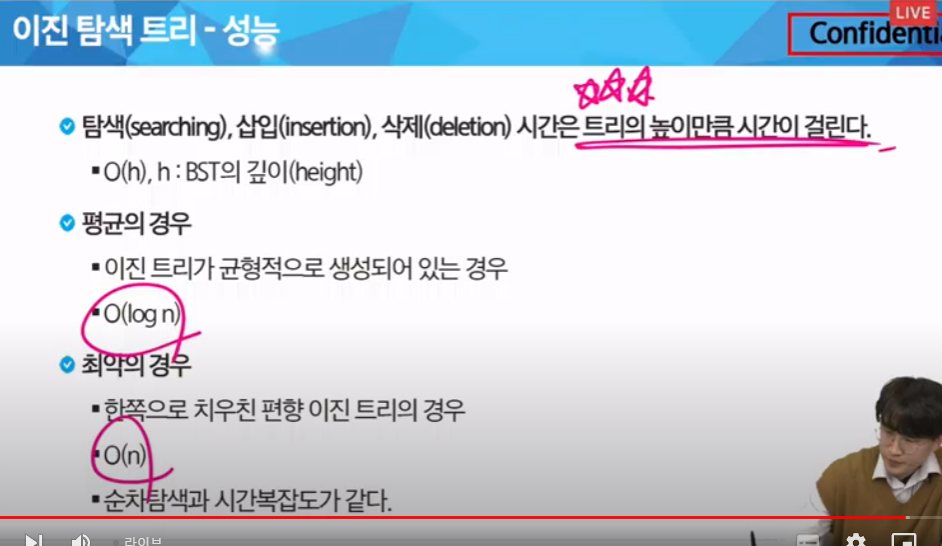 이진 탐색 트리 - 성능
LIVE
Confidentia
탐색(searching), 삽입(insertion), 삭제(deletion) 시간은 트리의 높이만큼 시간이 걸린다.
O(h), h : BST의 깊이(height)
평균의 경우
이진 트리가 균형적으로 생성되어 있는 경우
O(log n)
최악의 경우
한쪽으로 치우친 편향 이진 트리의 경우
O(n)
순차탐색과 시간복잡도가 같다.
라이브